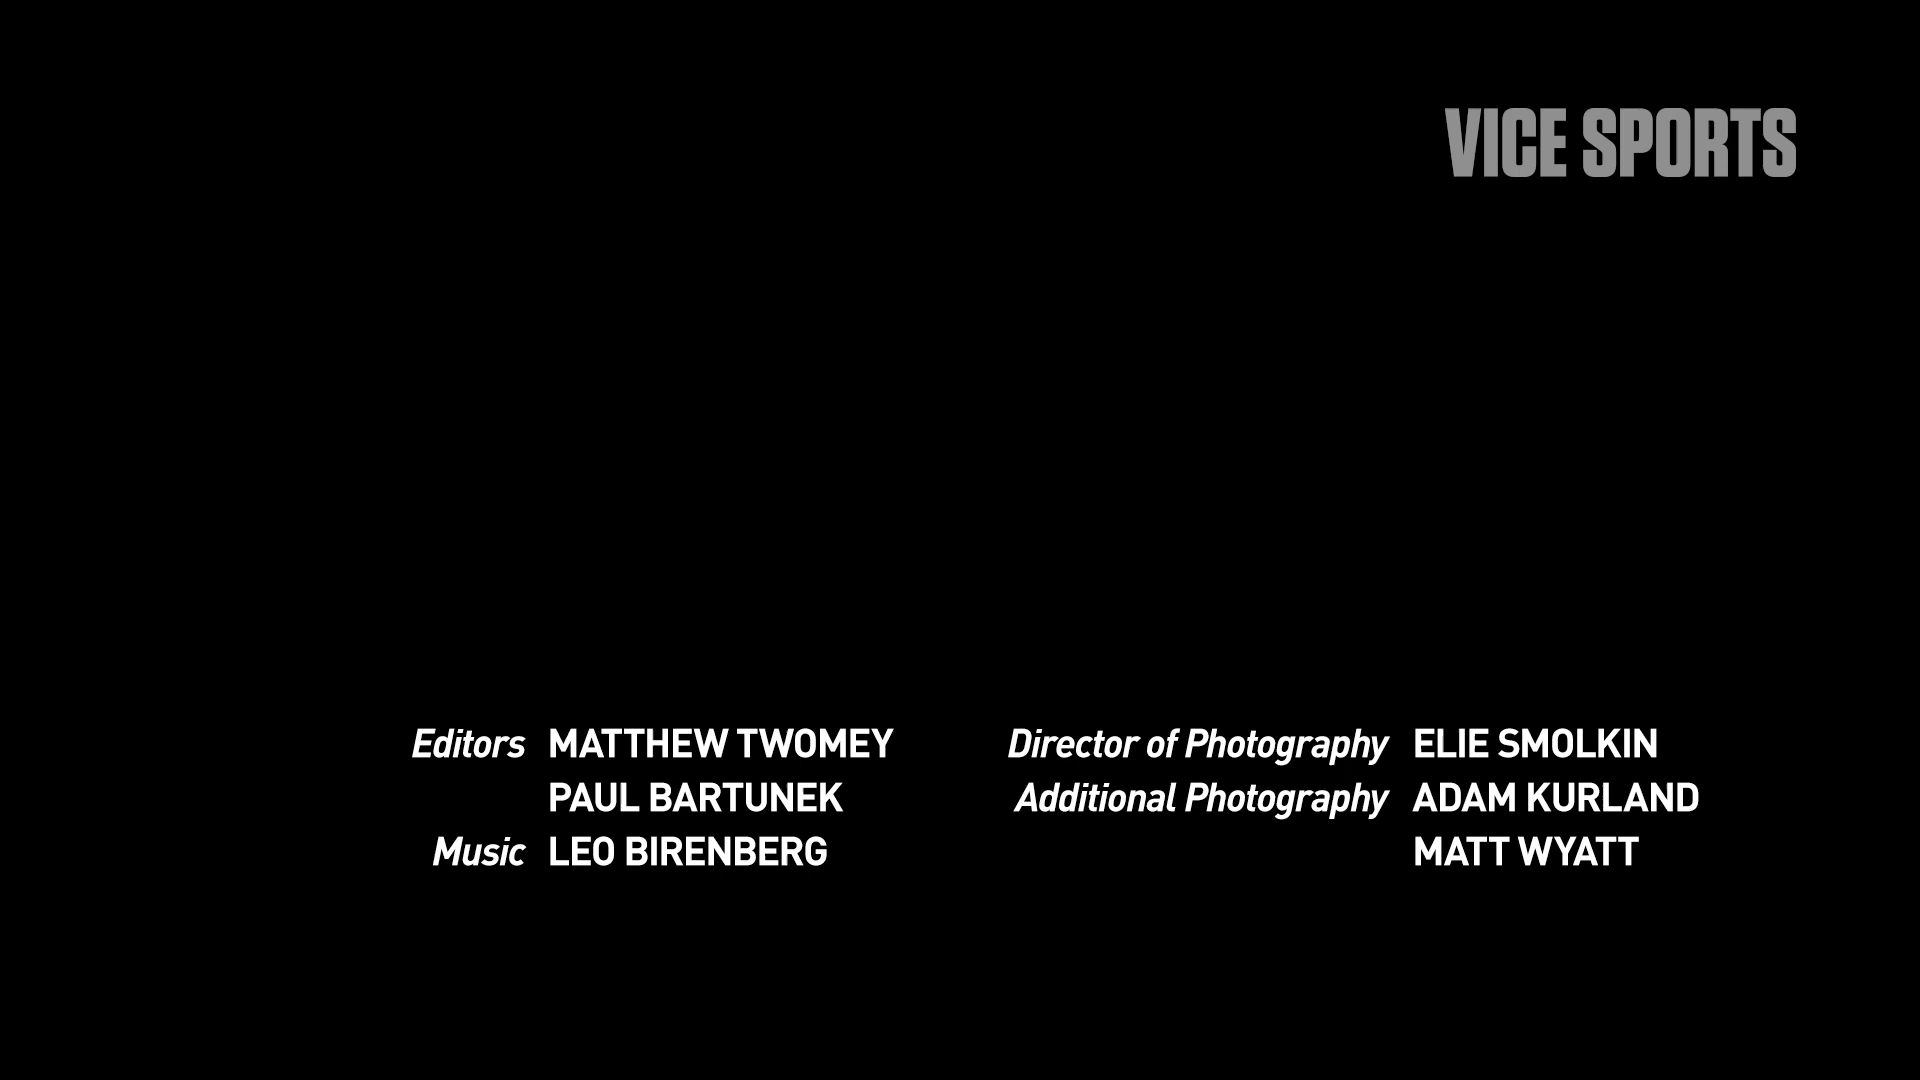 VICE SPORTS
Editors MATTHEW TWOMEY
PAUL BARTUNEK
Music LEO BIRENBERG
Director of Photography ELIE SMOLKIN
Additional Photography ADAM KURLAND
MATT WYATT